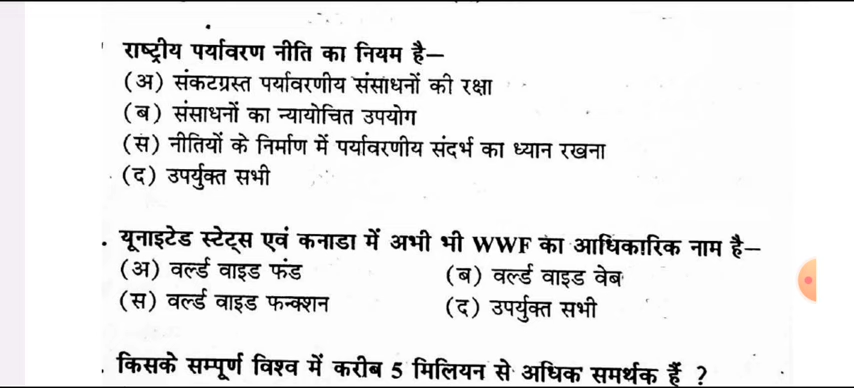 राष्ट्रीय पर्यावरण नीति का नियम है—
(अ) संकटग्रस्त पर्यावरणीय संसाधनों की रक्षा
(ब) संसाधनों का न्यायोचित उपयोग
(स) नीतियों के निर्माण में पर्यावरणीय संदर्भ का ध्यान रखना
(द) उपर्युक्त सभी
यूनाइटेड स्टेट्स एवं कनाडा में अभी भी WWF का आधिकारिक नाम है—
(अ) वर्ल्ड वाइड फंड (ब) वर्ल्ड वाइड वेब
(स) वर्ल्ड वाइड फन्क्शन (द) उपर्युक्त सभी
किसके सम्पूर्ण विश्व में करीब 5 मिलियन से अधिक समर्थक हैं ?